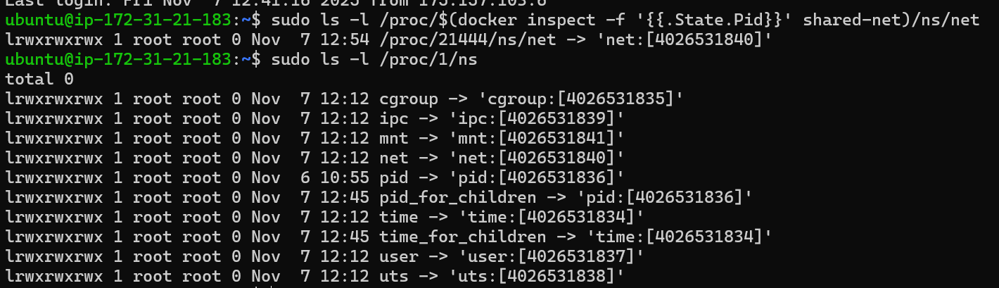 Last login: Fri Nov  7 12:41:16 2025 from 175.157.103.6
ubuntu@ip-172-31-21-183:~$ sudo ls -l /proc/$(docker inspect -f '{{.State.Pid}}' shared-net)/ns/net
lrwxrwxrwx 1 root root 0 Nov  7 12:54 /proc/21444/ns/net -> 'net:[4026531840]'
ubuntu@ip-172-31-21-183:~$ sudo ls -l /proc/1/ns
total 0
lrwxrwxrwx 1 root root 0 Nov  7 12:12 cgroup -> 'cgroup:[4026531835]'
lrwxrwxrwx 1 root root 0 Nov  7 12:12 ipc -> 'ipc:[4026531839]'
lrwxrwxrwx 1 root root 0 Nov  7 12:12 mnt -> 'mnt:[4026531841]'
lrwxrwxrwx 1 root root 0 Nov  7 12:12 net -> 'net:[4026531840]'
lrwxrwxrwx 1 root root 0 Nov  6 10:55 pid -> 'pid:[4026531836]'
lrwxrwxrwx 1 root root 0 Nov  7 12:45 pid_for_children -> 'pid:[4026531836]'
lrwxrwxrwx 1 root root 0 Nov  7 12:12 time -> 'time:[4026531834]'
lrwxrwxrwx 1 root root 0 Nov  7 12:45 time_for_children -> 'time:[4026531834]'
lrwxrwxrwx 1 root root 0 Nov  7 12:12 user -> 'user:[4026531837]'
lrwxrwxrwx 1 root root 0 Nov  7 12:12 uts -> 'uts:[4026531838]'